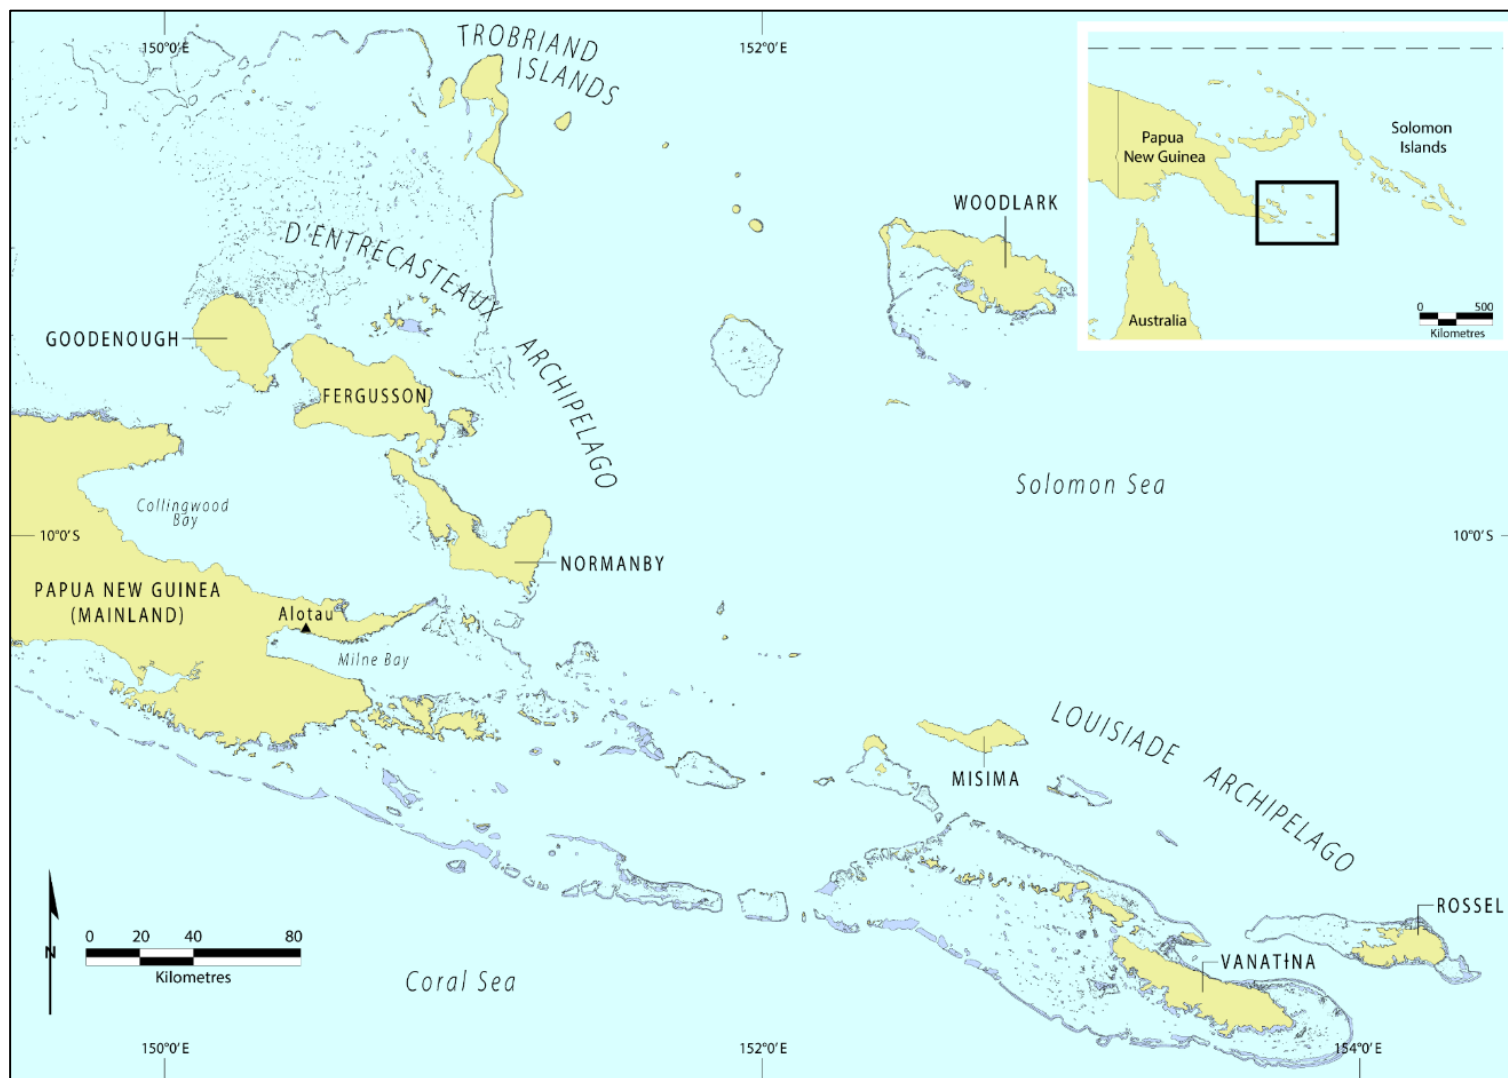 150°0'E
152°0'E
TROBRIAND
ISLANDS
Papua
New Guinea
Solomon
Islands
Australia
0 500
Kilometres
WOODLARK
D'ENTRECASTEAUX
ARCHIPELAGO
GOODENOUGH
FERGUSSON
Solomon Sea
Collingwood
Bay
10°0'S
10°0'S
NORMANBY
PAPUA NEW GUINEA
(MAINLAND)
Alotau
Milne Bay
LOUISIADE ARCHIPELAGO
MISIMA
ROSSEL
VANATINA
N
0 20 40 80
Kilometres
Coral Sea
150°0'E
152°0'E
154°0'E